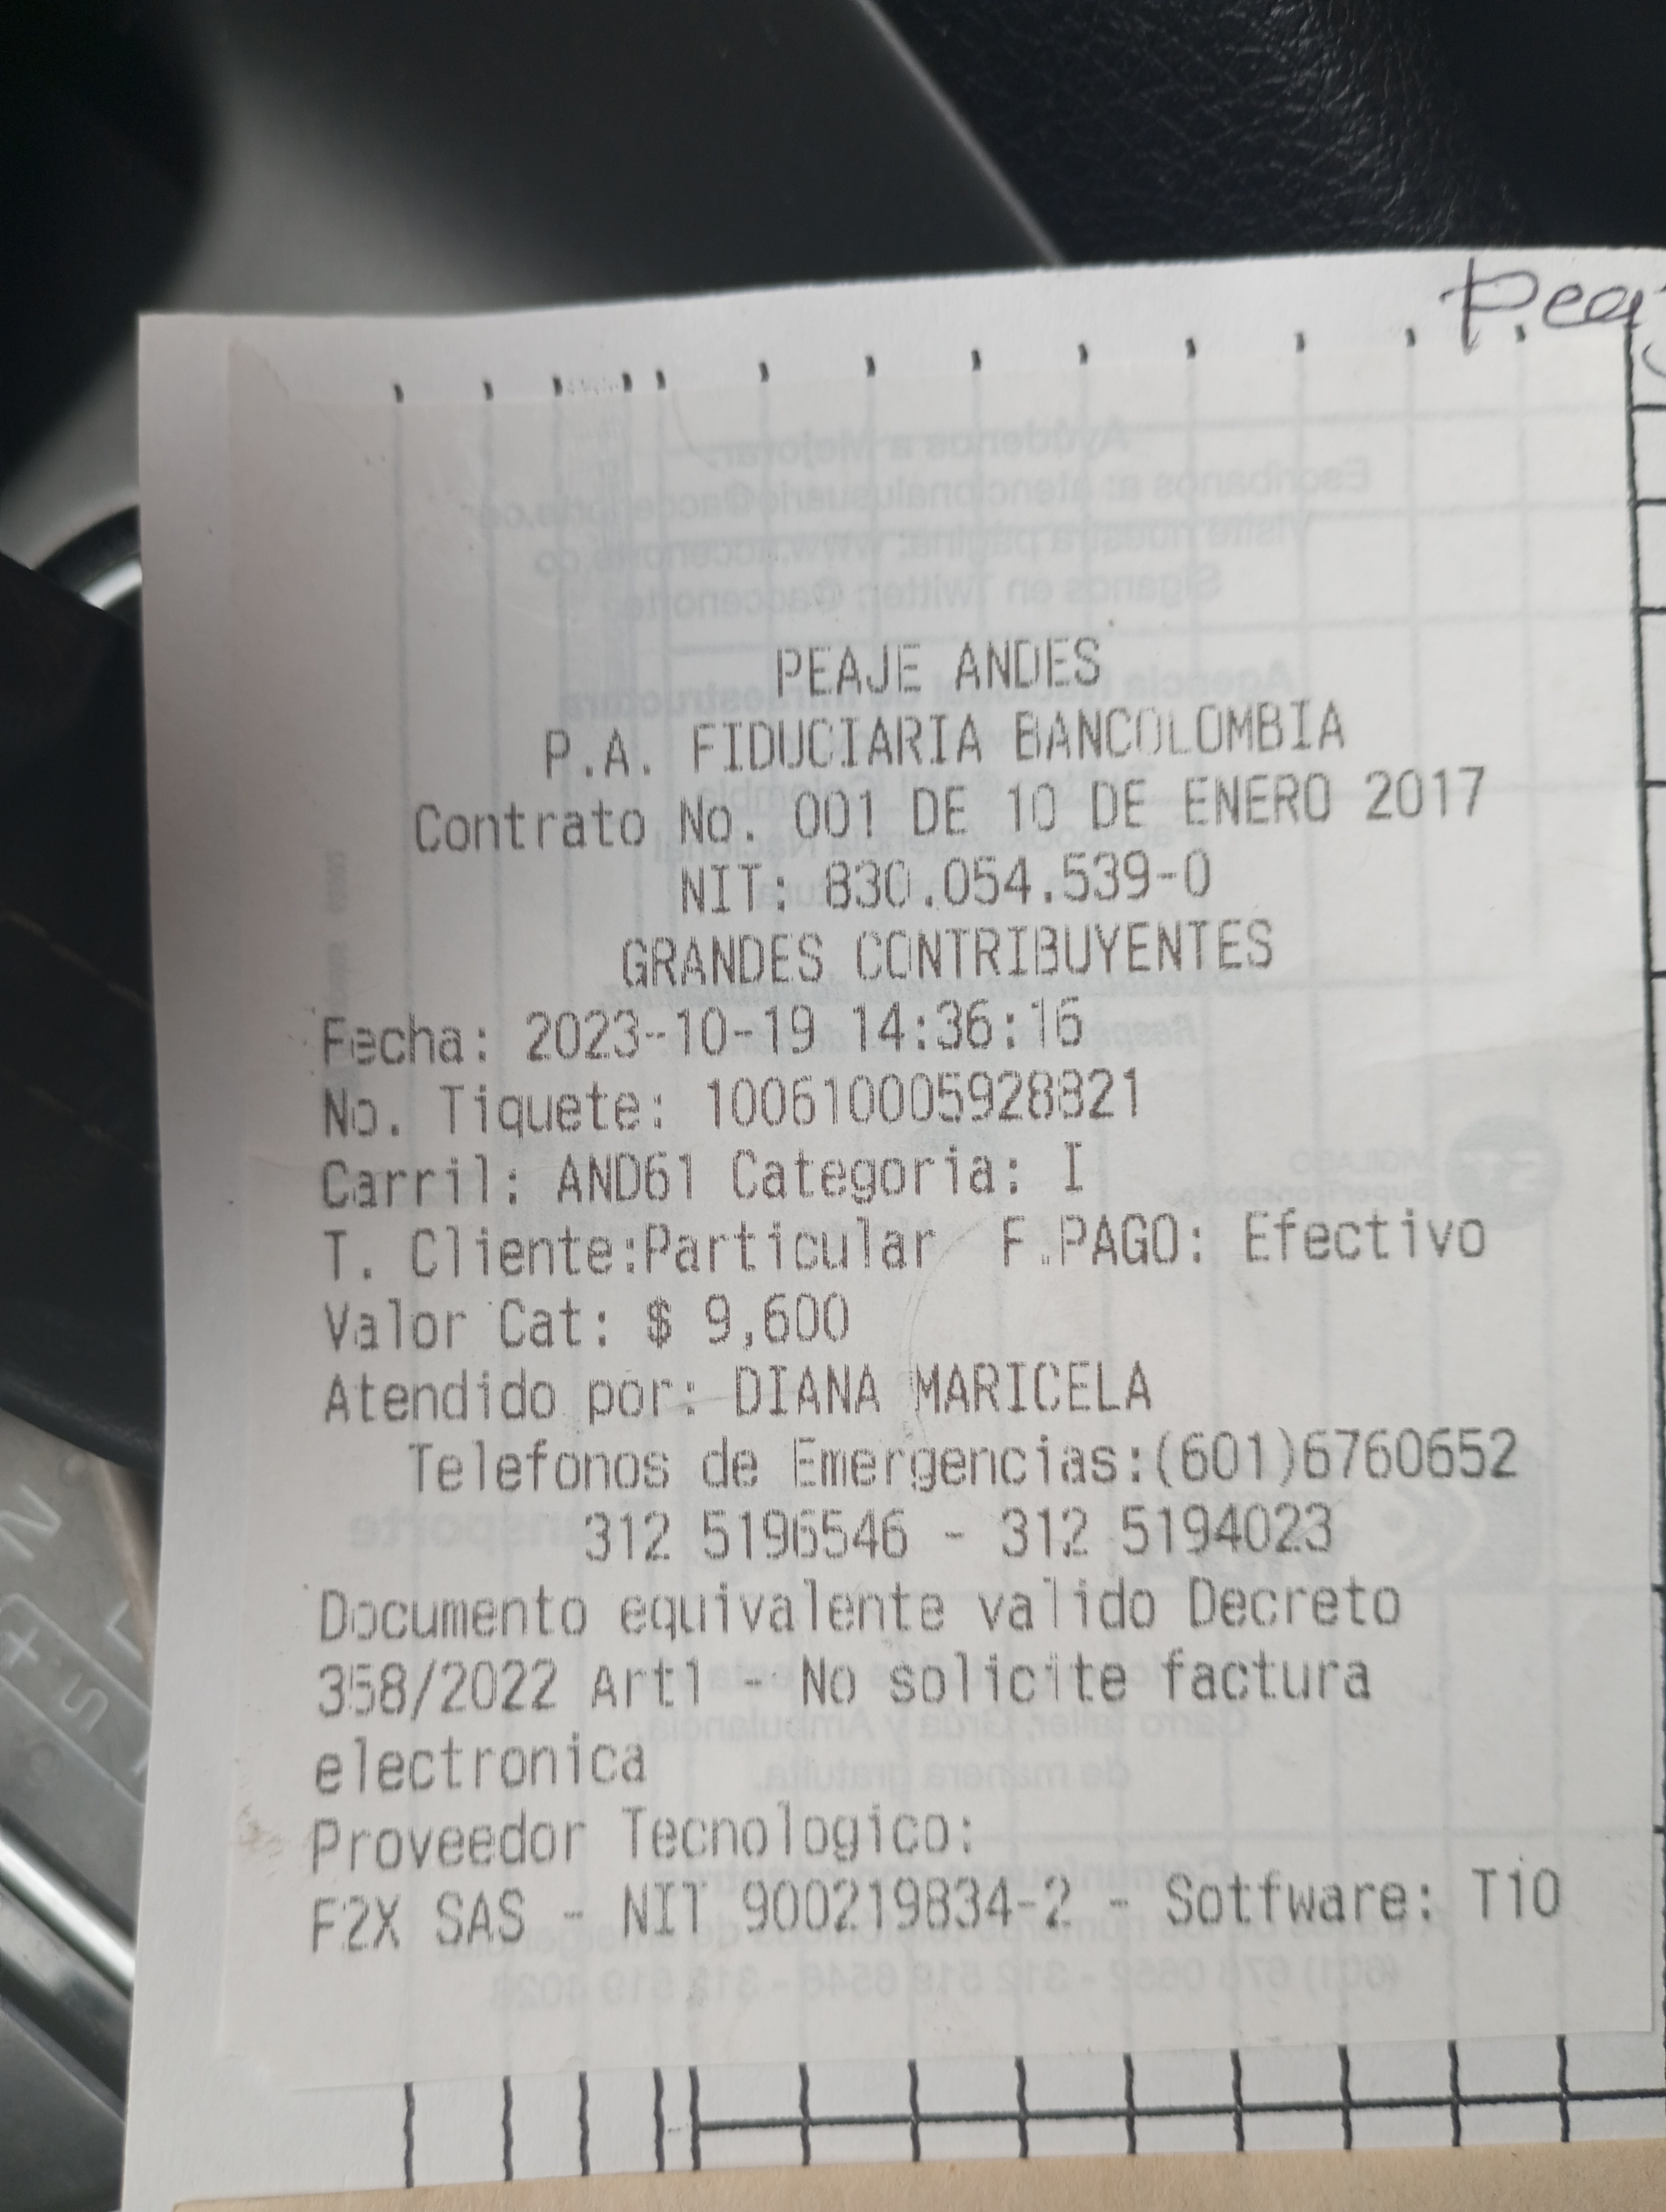 PEAJE ANDES
P.A. FIDUCIARIA BANCOLOMBIA
Contrato No. 001 DE 10 DE ENERO 2017
NIT: 830.054.539-0
GRANDES CONTRIBUYENTES
Fecha: 2023-10-19 14:36:16
No. Tiquete: 100610005928821
Carril: AND61 Categoria: I
T. Cliente:Particular F.PAGO: Efectivo
Valor Cat: $ 9,600
Atendido por: DIANA MARICELA
Telefonos de Emergencias:(601)6760652
312 5196546 - 312 5194023
Documento equivalente valido Decreto
358/2022 Art1 - No solicite factura
electronica
Proveedor Tecnologico:
F2X SAS - NIT 900219834-2 - Sotfware: TiO